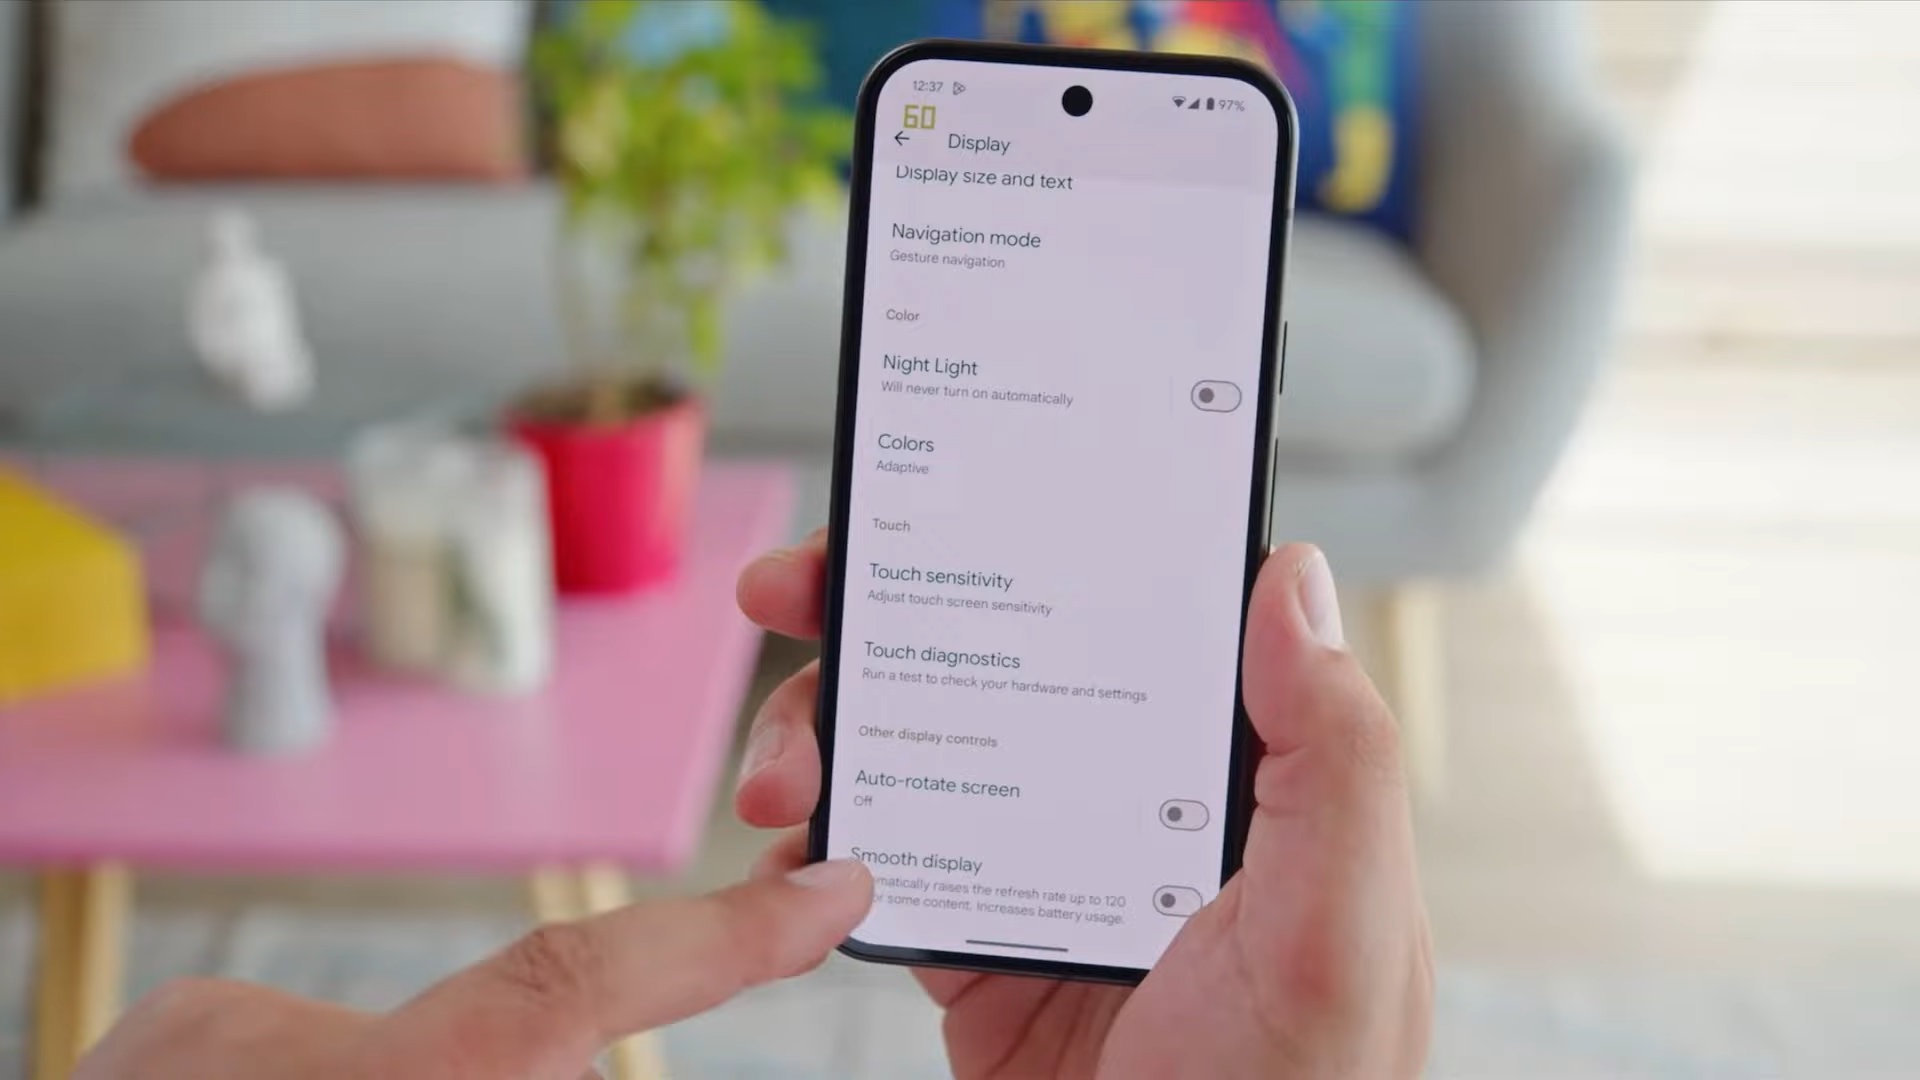 12:37
97%
60
Display
Display size and text
Navigation mode
Gesture navigation
Color
Night Light
Will never turn on automatically
Colors
Adaptive
Touch
Touch sensitivity
Adjust touch screen sensitivity
Touch diagnostics
Run a test to check your hardware and settings
Other display controls
Auto-rotate screen
Off
Smooth display
matically raises the refresh rate up to 120
or some content. Increases battery usage.